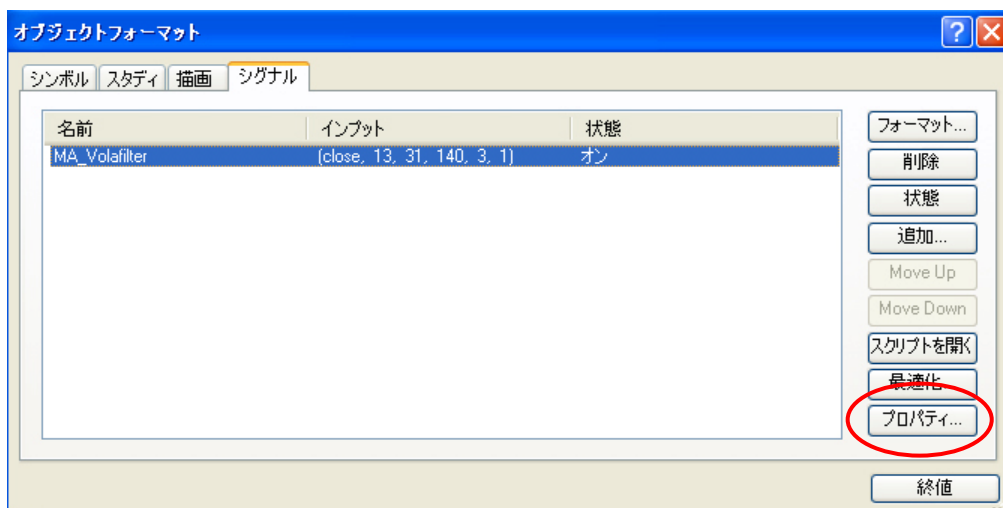 オブジェクトフォーマット
シンボル スタディ 描画 シグナル
名前 インプット 状態
MA_Volafilter (close, 13, 31, 140, 3, 1) オン
フォーマット...
削除
状態
追加...
Move Up
Move Down
スクリプトを開く
最適化...
プロパティ...
終値